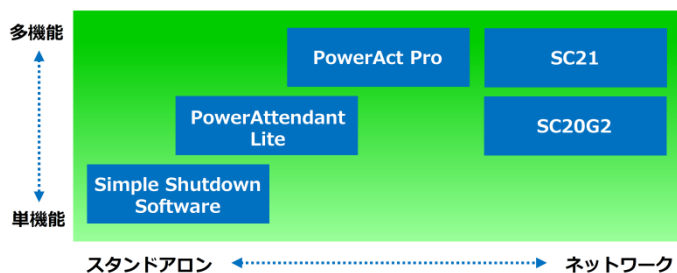 多機能
PowerAct Pro
SC21
PowerAttendant
Lite
SC20G2
Simple Shutdown
Software
単機能
スタンドアロン
ネットワーク